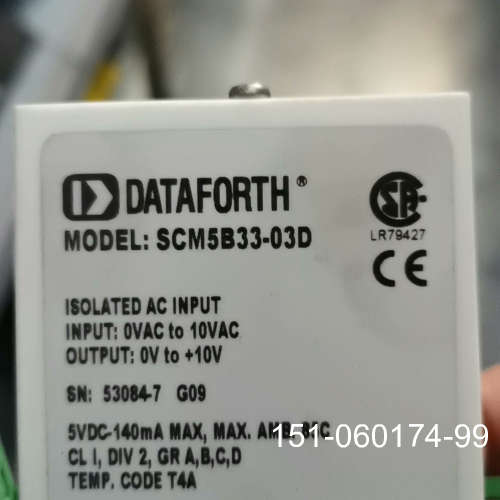 DATAFORTH®
MODEL: SCM5B33-03D
LR79427
CE
ISOLATED AC INPUT
INPUT: 0VAC to 10VAC
OUTPUT: 0V to +10V
SN: 53084-7 G09
5VDC-140mA MAX, MAX.
151-060174-99
CL I, DIV 2, GR A,B,C,D
TEMP. CODE T4A